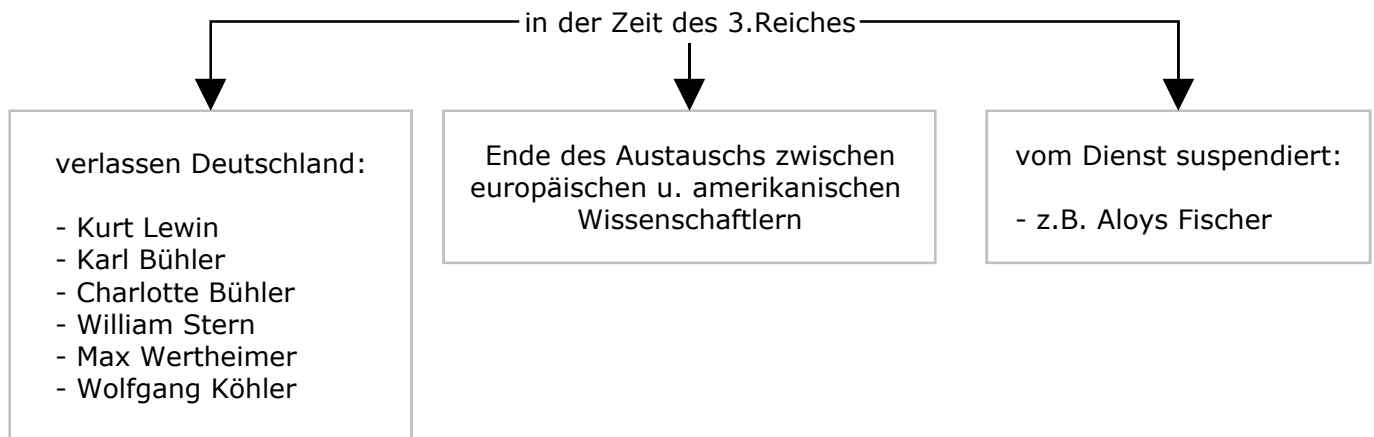 in der Zeit des 3.Reiches
verlassen Deutschland:
- Kurt Lewin
- Karl Bühler
- Charlotte Bühler
- William Stern
- Max Wertheimer
- Wolfgang Köhler
Ende des Austauschs zwischen
europäischen u. amerikanischen
Wissenschaftlern
vom Dienst suspendiert:
- z.B. Aloys Fischer